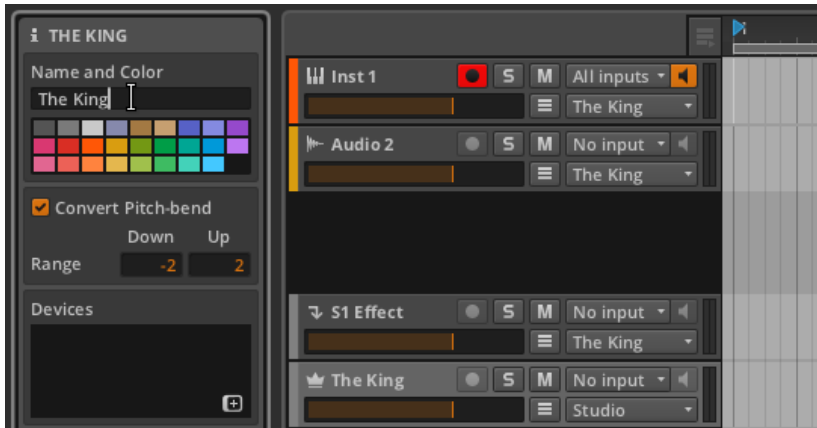 THE KING
Name and Color
The King
Convert Pitch-bend
Down Up
Range -2 2
Devices
Inst 1 S M All inputs
The King
Audio 2 S M No input
The King
S1 Effect S M No input
The King
The King S M No input
Studio